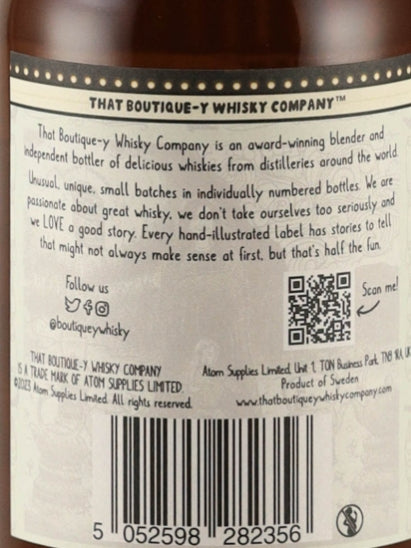 THAT BOUTIQUE-Y WHISKY COMPANY™
That Boutique-y Whisky Company is an award-winning blender and
independent bottler of delicious whiskies from distilleries around the world.
Unusual, unique, small batches in individually numbered bottles. We are
passionate about great whisky, we don't take ourselves too seriously and
we LOVE a good story. Every hand-illustrated label has stories to tell
that might not always make sense at first, but that's half the fun.
Follow us
@boutiqueywhisky
Scan me!
THAT BOUTIQUE-Y WHISKY COMPANY
IS A TRADE MARK OF ATOM SUPPLIES LIMITED
©2023 Atom Supplies Limited. All rights reserved.
Atom Supplies Limited, Unit 1, TON Business Park, TN9
Product of Sweden
www.thatboutiqueywhiskycompany.com
5 052598 282356